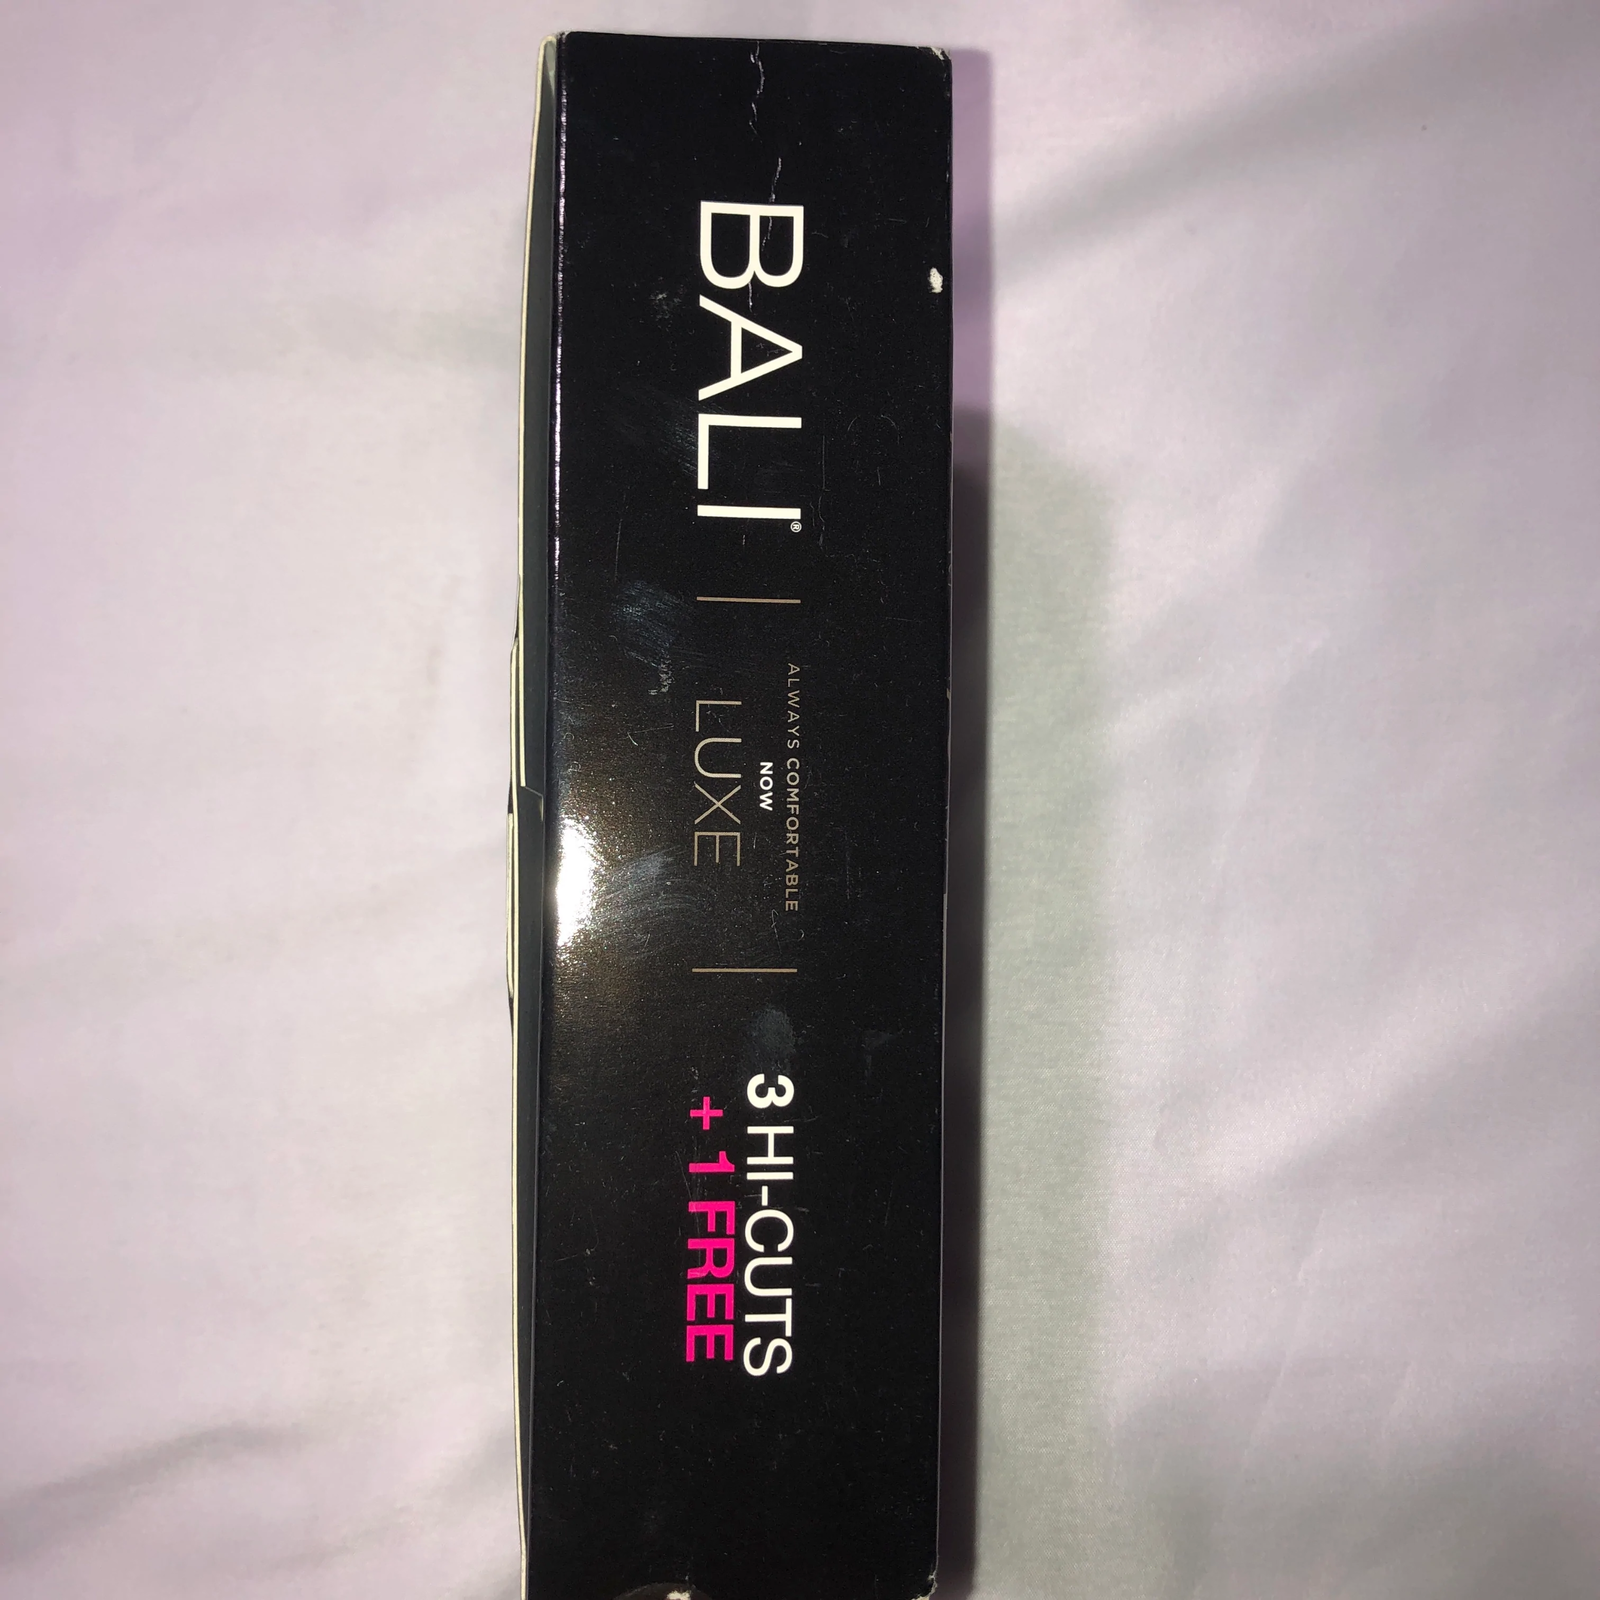 BALI®
ALWAYS COMFORTABLE
NOW
LUXE
3 HI-CUTS
+ 1 FREE